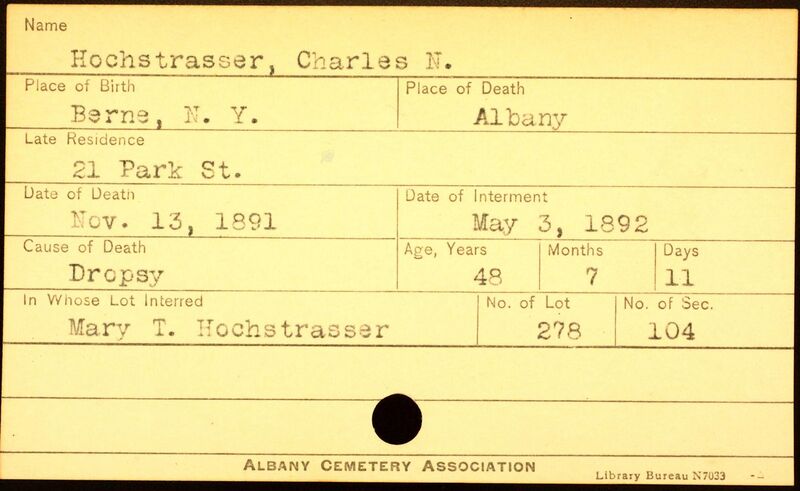 Name
Hochstrasser, Charles N.
Place of Birth Place of Death
Berne, N. Y. Albany
Late Residence
21 Park St.
Date of Death Date of Interment
Nov. 13, 1891 May 3, 1892
Cause of Death Age, Years Months Days
Dropsy 48 7 11
In Whose Lot Interred No. of Lot No. of Sec.
Mary T. Hochstrasser 278 104
ALBANY CEMETERY ASSOCIATION
Library Bureau N7033